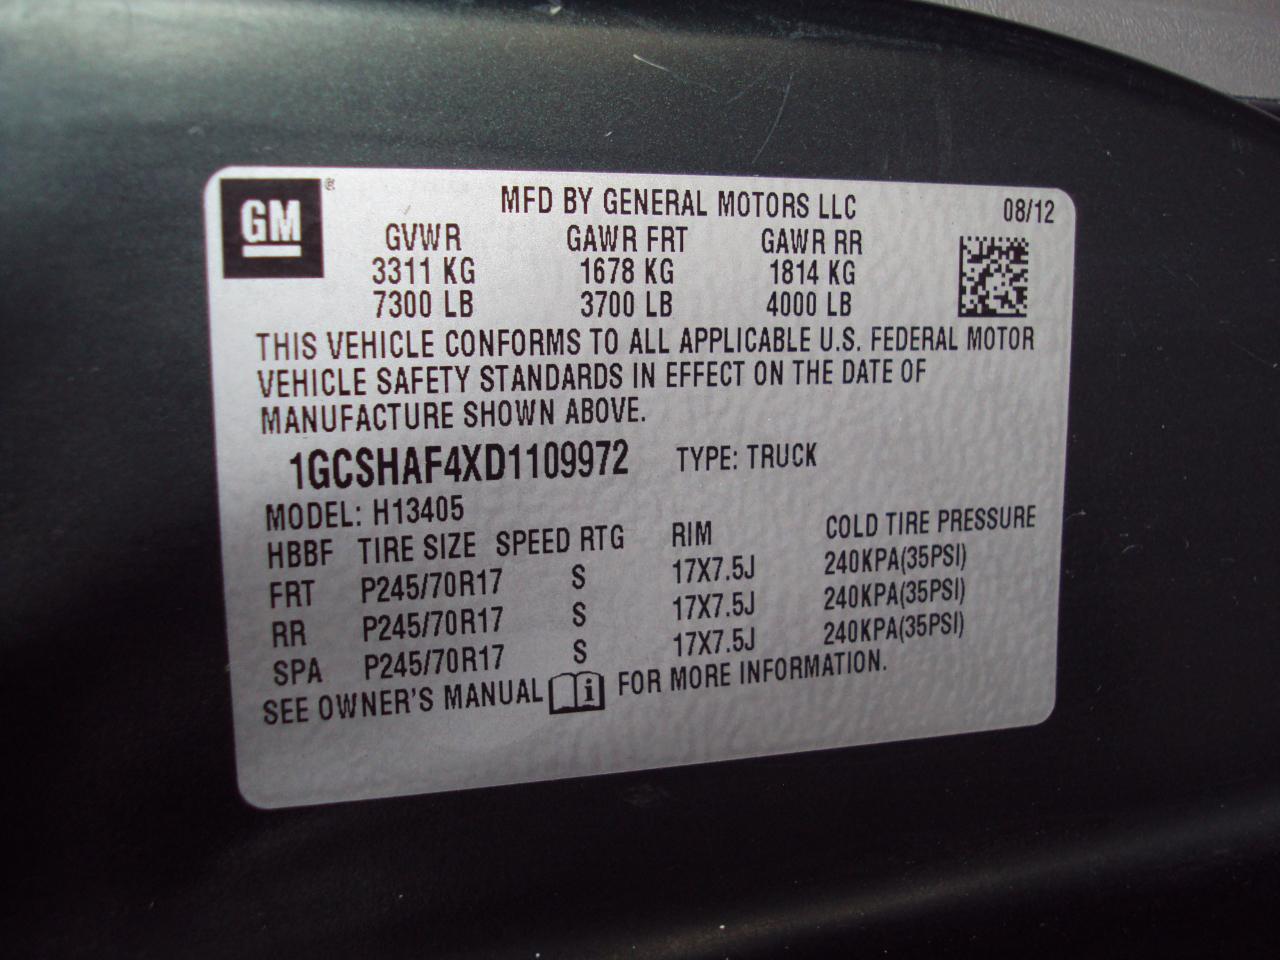 GM®
MFD BY GENERAL MOTORS LLC 08/12
GVWR GAWR FRT GAWR RR
3311 KG 1678 KG 1814 KG
7300 LB 3700 LB 4000 LB
THIS VEHICLE CONFORMS TO ALL APPLICABLE U.S. FEDERAL MOTOR
VEHICLE SAFETY STANDARDS IN EFFECT ON THE DATE OF
MANUFACTURE SHOWN ABOVE.
1GCSHAF4XD1109972 TYPE: TRUCK
MODEL: H13405
HBBF TIRE SIZE SPEED RTG RIM COLD TIRE PRESSURE
FRT P245/70R17 S 17X7.5J 240KPA(35PSI)
RR P245/70R17 S 17X7.5J 240KPA(35PSI)
SPA P245/70R17 S 17X7.5J 240KPA(35PSI)
SEE OWNER'S MANUAL i FOR MORE INFORMATION.